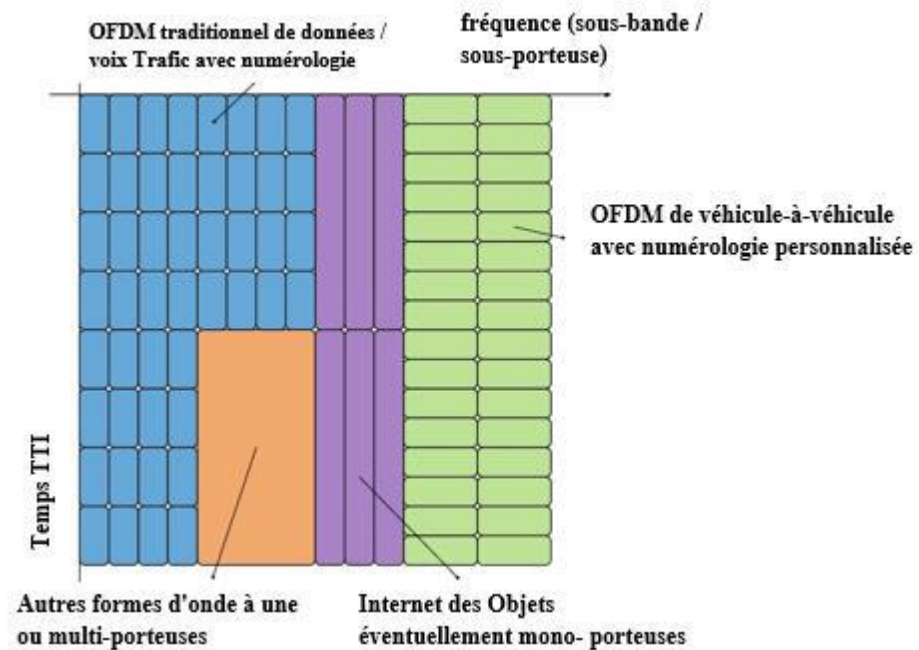 OFDM traditionnel de données /
voix Trafic avec numérologie
fréquence (sous-bande /
sous-porteuse)
OFDM de véhicule-à-véhicule
avec numérologie personnalisée
Temps TTI
Autres formes d'onde à une
ou multi-porteuses
Internet des Objets
éventuellement mono- porteuses